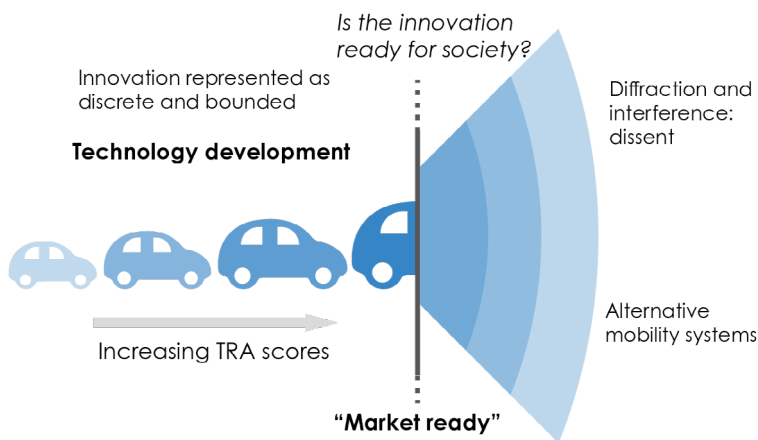 Is the innovation
ready for society?
Innovation represented as
discrete and bounded
Technology development
Diffraction and
interference:
dissent
Increasing TRA scores
Alternative
mobility systems
“Market ready”